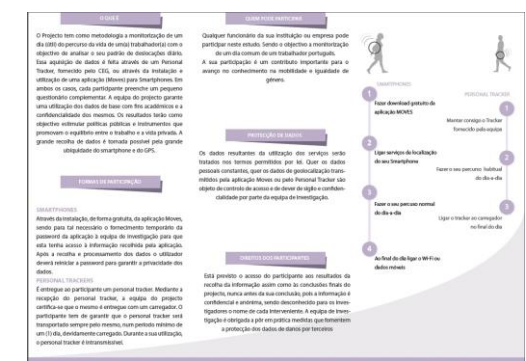 O QUE É
O Projeto tem como metodologia a monitorização de um
dia (útil) do percurso da vida de uma(o) trabalhador(a) com o
objectivo de analisar o seu padrão de deslocações diário.
Essa aquisição de dados é feita através de um Personal
Tracker, fornecido pelo CEG, ou através da instalação e
utilização de uma aplicação (Moves) para Smartphones. Em
ambos os casos, cada participante preenche um pequeno
questionário complementar. A equipa do projecto garante
uma utilização dos dados de base com fins académicos e a
confidencialidade dos mesmos. Os resultados terão como
objectivo estimular políticas públicas e instrumentos que
promovam o equilíbrio entre o trabalho e a vida privada. A
grande recolha de dados é tornada possível pela grande
ubiquidade do smartphone e do GPS.
FORMAS DE PARTICIPAÇÃO
SMARTPHONES
Através da instalação, de forma gratuita, da aplicação Moves,
sendo para tal necessário o fornecimento temporário da
password da aplicação à equipa de investigação para que
esta tenha acesso à informação recolhida pela aplicação.
Após a recolha e processamento dos dados o utilizador
deverá reiniciar a password para garantir a privacidade dos
dados.
PERSONAL TRACKERS
É entregue ao participante um personal tracker. Mediante a
recepção do personal tracker, a equipa do projecto
certifica-se que o mesmo é entregue com um carregador. O
participante tem de garantir que o personal tracker será
transportado sempre pelo mesmo, num período mínimo de
um (1) dia, devidamente carregado. Durante a sua utilização,
o personal tracker é intransmissível.
QUEM PODE PARTICIPAR
Qualquer funcionário da sua instituição ou empresa pode
participar neste estudo. Sendo o objectivo a monitorização
de um dia comum de um trabalhador português.
A sua participação é um contributo importante para o
avanço no conhecimento na mobilidade e igualdade de
género.
PROTECÇÃO DE DADOS
Os dados resultantes da utilização dos serviços serão
tratados nos termos permitidos por lei. Quer os dados
pessoais constantes, quer os dados de geolocalização trans-
mitidos pela aplicação Moves ou pelo Personal Tracker são
objeto de controlo de acesso e de dever de sigilo e confiden-
cialidade por parte da equipa de investigação.
DIREITOS DOS PARTICIPANTES
Está previsto o acesso do participante aos resultados da
recolha da informação assim como às conclusões finais do
projecto, nunca antes da sua conclusão, pois a informação é
confidencial e anónima, sendo desconhecido para os inves-
tigadores o nome de cada interveniente. A equipa de inves-
tigação é obrigada a pôr em prática medidas que fomentem
a protecção dos dados de danos por terceiros
SMARTPHONES
1
Fazer download gratuito da
aplicação MOVES
2
Ligar serviços de localização
do seu Smartphone
3
Fazer o seu percurso normal
do dia-a-dia
4
Ao final do dia ligar o Wi-Fi ou
dados móveis
PERSONAL TRACKER
1
Manter consigo o Tracker
fornecido pela equipa
2
Fazer o seu percurso habitual
do dia-a-dia
3
Ligar o tracker ao carregador
no final do dia